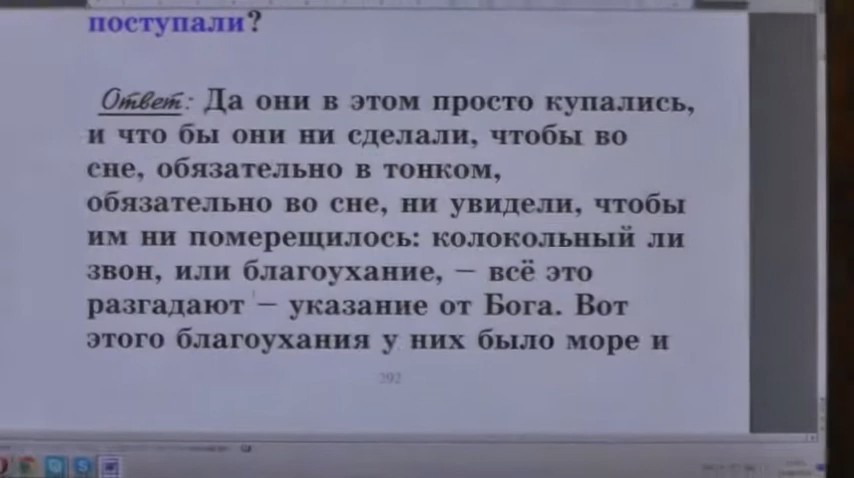 поступали?
Ответ: Да они в этом просто купались,
и что бы они ни сделали, чтобы во
сне, обязательно в тонком,
обязательно во сне, ни увидели, чтобы
им ни померещилось: колокольный ли
звон, или благоухание, – всё это
разгадают – указание от Бога. Вот
этого благоухания у них было море и
292